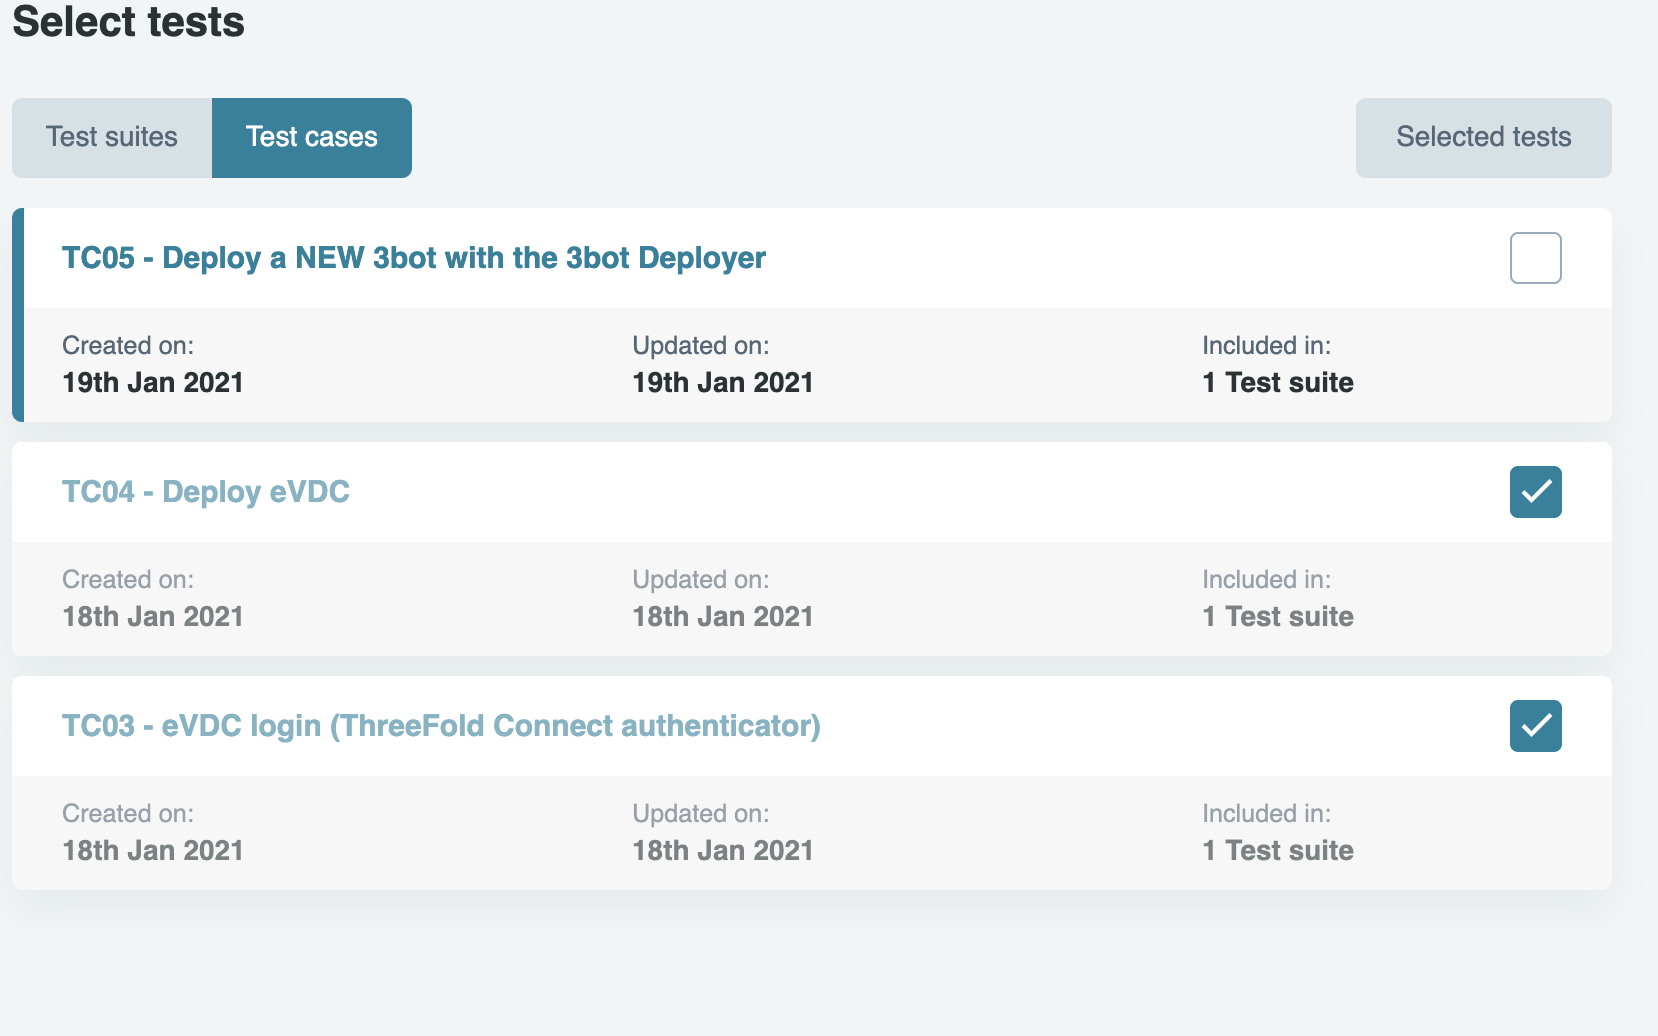 Select tests
Test suites Test cases Selected tests
TC05 - Deploy a NEW 3bot with the 3bot Deployer
Created on: Updated on: Included in:
19th Jan 2021 19th Jan 2021 1 Test suite
TC04 - Deploy eVDC
Created on: Updated on: Included in:
18th Jan 2021 18th Jan 2021 1 Test suite
TC03 - eVDC login (ThreeFold Connect authenticator)
Created on: Updated on: Included in:
18th Jan 2021 18th Jan 2021 1 Test suite